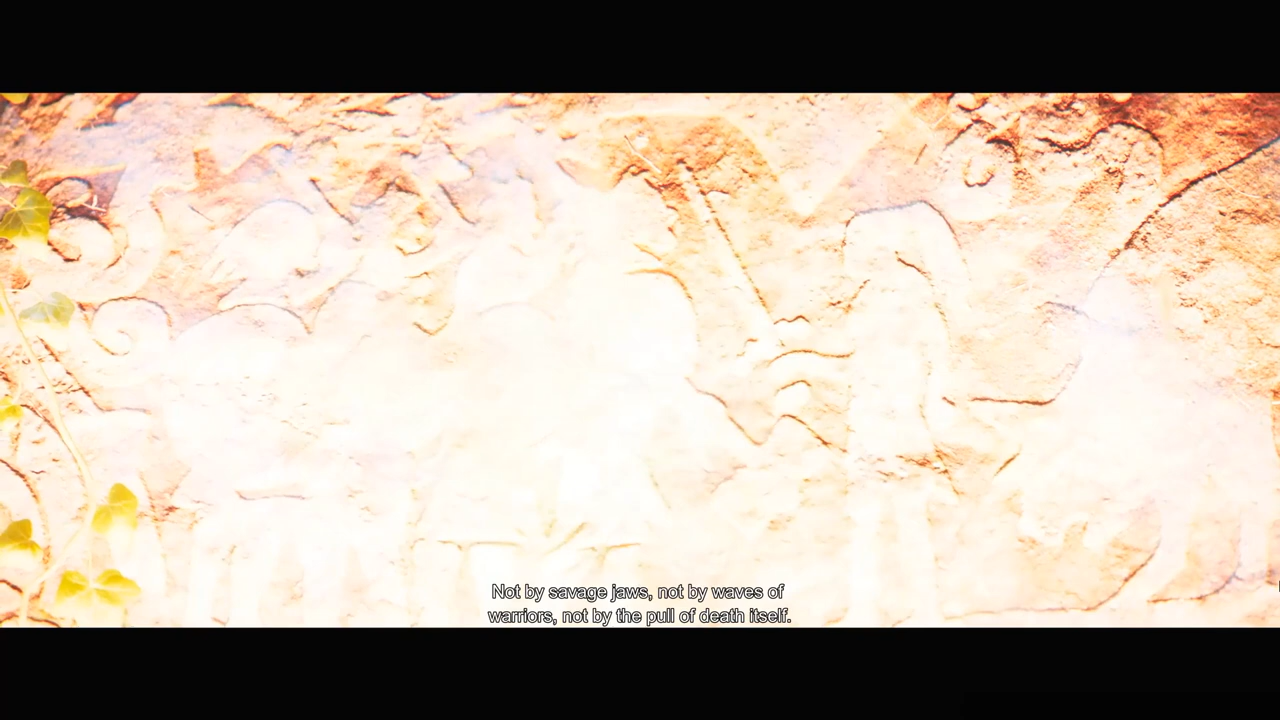 Not by savage jaws, not by waves of
warriors, not by the pull of death itself.